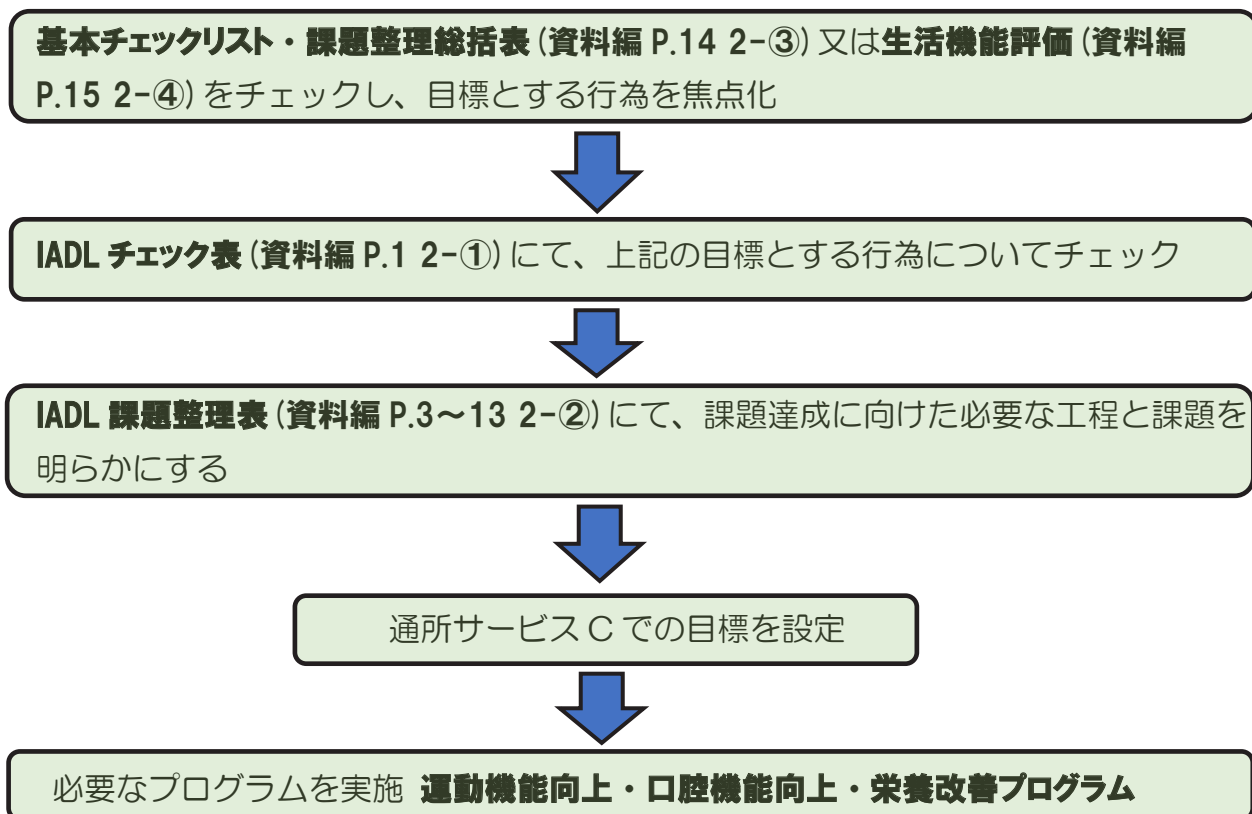 基本チェックリスト・課題整理総括表(資料編 P.14 2-③)又は生活機能評価(資料編
P.15 2-④)をチェックし、目標とする行為を焦点化
IADL チェック表(資料編 P.1 2-①)にて、上記の目標とする行為についてチェック
IADL 課題整理表(資料編 P.3～13 2-②)にて、課題達成に向けた必要な工程と課題を
明らかにする
通所サービス C での目標を設定
必要なプログラムを実施 運動機能向上・口腔機能向上・栄養改善プログラム